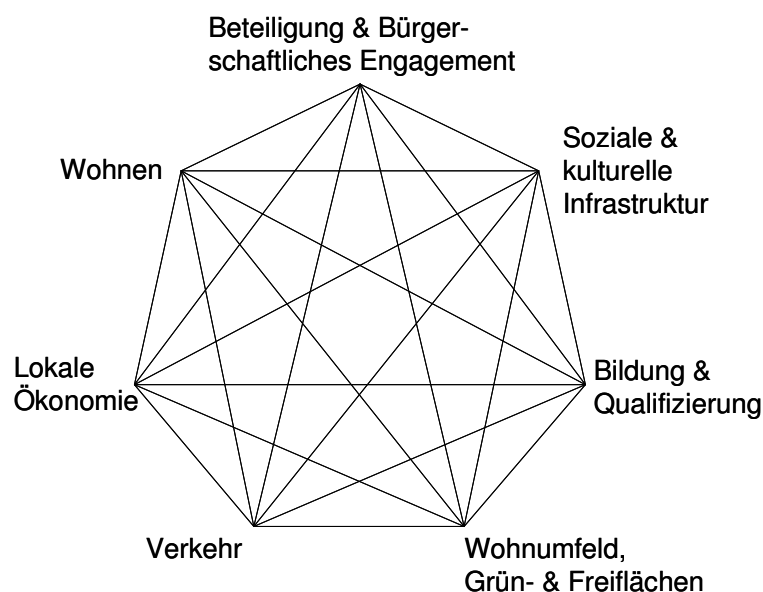 Beteiligung & Bürger-
schaftliches Engagement
Soziale &
kulturelle
Infrastruktur
Wohnen
Lokale
Ökonomie
Bildung &
Qualifizierung
Verkehr
Wohnumfeld,
Grün- & Freiflächen